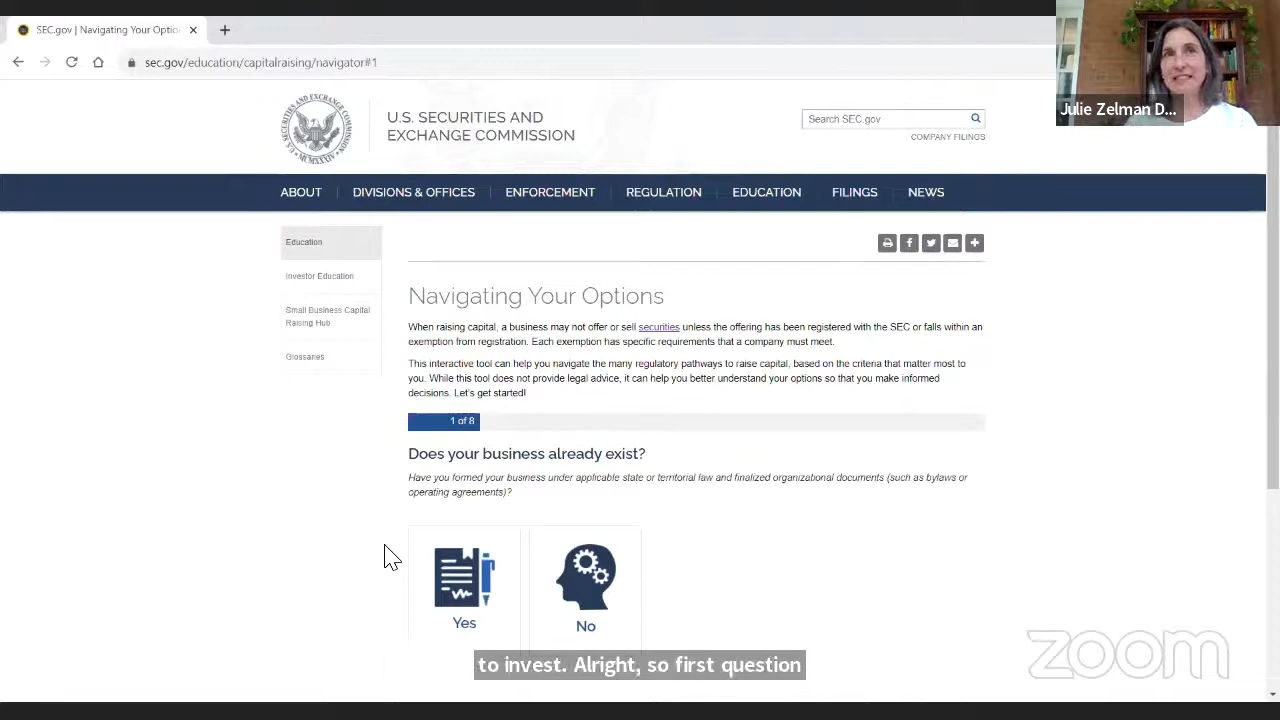 SEC.gov | Navigating Your Optio
sec.gov/education/capitalraising/navigator#1
Julie Zelman D...
U.S. SECURITIES AND
EXCHANGE COMMISSION
Search SEC.gov
COMPANY FILINGS
ABOUT
DIVISIONS & OFFICES
ENFORCEMENT
REGULATION
EDUCATION
FILINGS
NEWS
Education
Investor Education
Small Business Capital
Raising Hub
Glossaries
Navigating Your Options
When raising capital, a business may not offer or sell securities unless the offering has been registered with the SEC or falls within an
exemption from registration. Each exemption has specific requirements that a company must meet.
This interactive tool can help you navigate the many regulatory pathways to raise capital, based on the criteria that matter most to
you. While this tool does not provide legal advice, it can help you better understand your options so that you make informed
decisions. Let's get started!
1 of 8
Does your business already exist?
Have you formed your business under applicable state or territorial law and finalized organizational documents (such as bylaws or
operating agreements)?
Yes
No
to invest. Alright, so first question
zoom